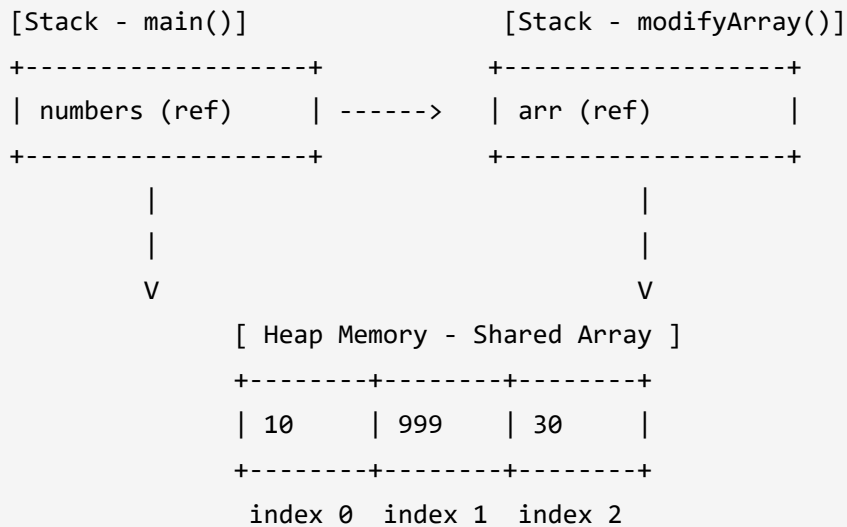 [Stack - main()]                 [Stack - modifyArray()]
+-------------------+           +-------------------+
| numbers (ref)     | ------>   | arr (ref)         |
+-------------------+           +-------------------+
         |                                |
         |                                |
         V                                V
               [ Heap Memory - Shared Array ]
               +--------+--------+--------+
               | 10     | 999    | 30     |
               +--------+--------+--------+
                index 0  index 1  index 2